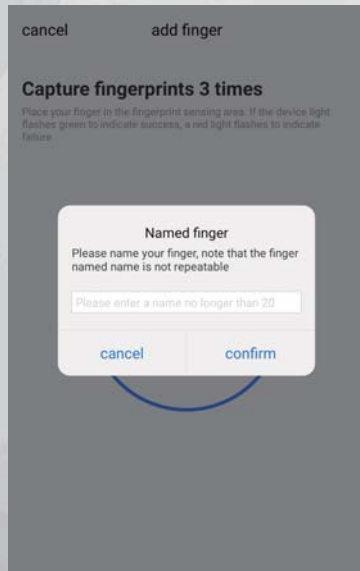 cancel add finger
Capture fingerprints 3 times
Place your finger in the fingerprint sensing area. If the device light
flashes green to indicate success, a red light flashes to indicate
failure
Named finger
Please name your finger, note that the finger
named name is not repeatable
Please enter a name no longer than 20
cancel confirm